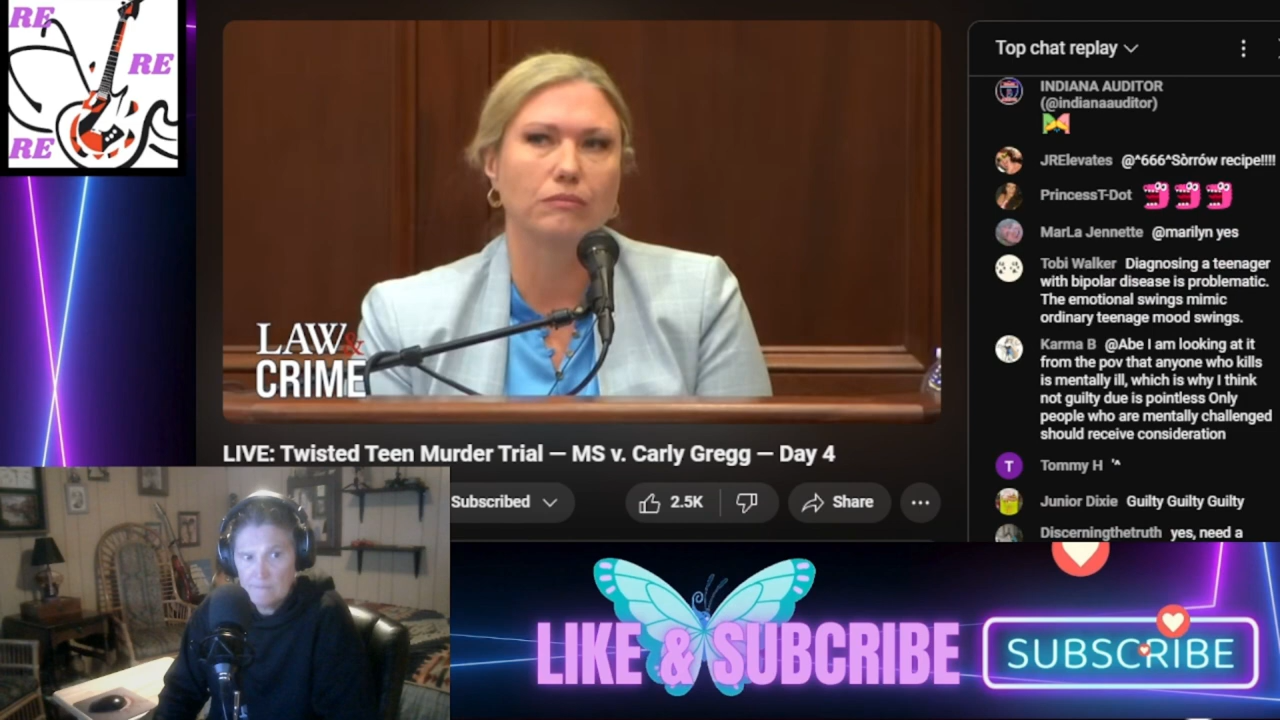 RE
RE
RE
LAW&
CRIME
LIVE: Twisted Teen Murder Trial — MS v. Carly Gregg — Day 4
Subscribed
2.5K
Share
Top chat replay
INDIANA AUDITOR
(@indianaauditor)
JRElevates @^666^Sòrrów recipe!!!!
PrincessT-Dot
MarLa Jennette @marilyn yes
Tobi Walker Diagnosing a teenager
with bipolar disease is problematic.
The emotional swings mimic
ordinary teenage mood swings.
Karma B @Abe I am looking at it
from the pov that anyone who kills
is mentally ill, which is why I think
not guilty due is pointless Only
people who are mentally challenged
should receive consideration
T
Tommy H '^
Junior Dixie Guilty Guilty Guilty
Discerningthetruth yes, need a
LIKE & SUBCRIBE
SUBSCRIBE